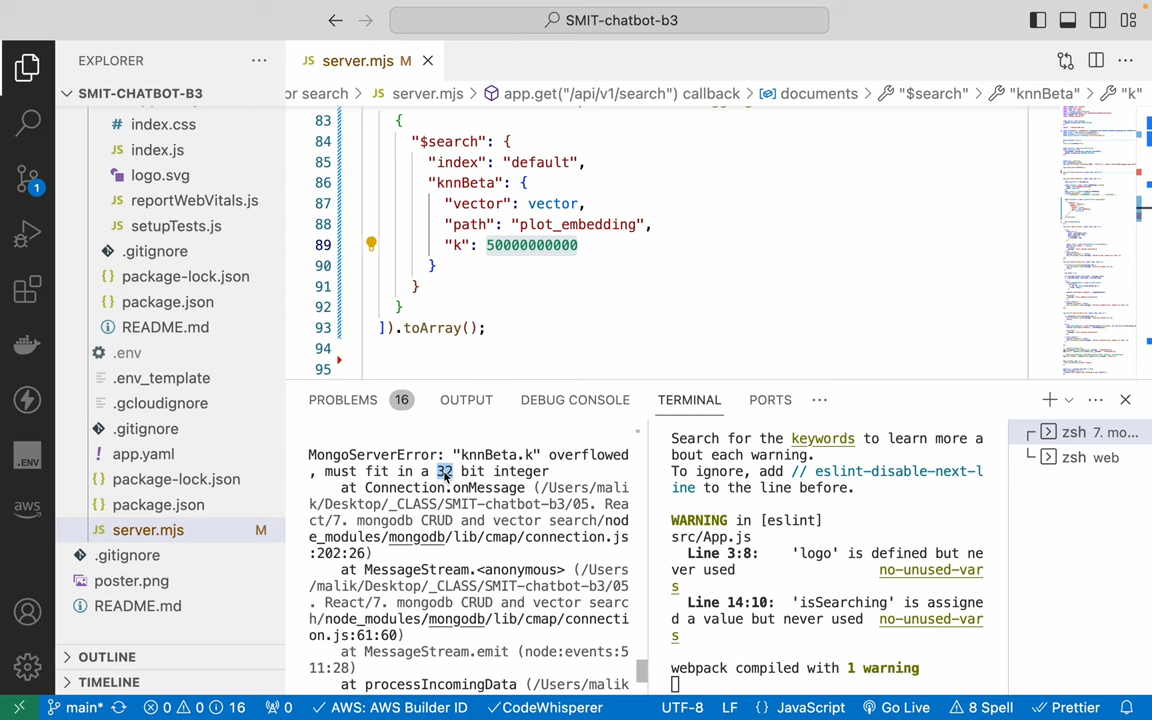 SMIT-chatbot-b3
EXPLORER
SMIT-CHATBOT-B3
index.css
index.js
logo.svg
reportWebVitals.js
setupTests.js
.gitignore
package-lock.json
package.json
README.md
.env
.env_template
.gcloudignore
.gitignore
app.yaml
package-lock.json
package.json
server.mjs M
.gitignore
poster.png
README.md
OUTLINE
TIMELINE
1
.ENV
aws
JS server.mjs M
or search > JS server.mjs > app.get("/api/v1/search") callback > documents > "$search" > "knnBeta" > "k"
83 {
84 "$search": {
85 "index": "default",
86 "knnBeta": {
87 "vector": vector,
88 "path": "plot_embedding",
89 "k": 50000000000
90 }
91 }
92 }
93 ]).toArray();
94
95
PROBLEMS 16 OUTPUT DEBUG CONSOLE TERMINAL PORTS
MongoServerError: "knnBeta.k" overflowed
, must fit in a 32 bit integer
at Connection.onMessage (/Users/mali
k/Desktop/_CLASS/SMIT-chatbot-b3/05. Rea
ct/7. mongodb CRUD and vector search/nod
e_modules/mongodb/lib/cmap/connection.js
:202:26)
at MessageStream.<anonymous> (/Users
/malik/Desktop/_CLASS/SMIT-chatbot-b3/05
. React/7. mongodb CRUD and vector searc
h/node_modules/mongodb/lib/cmap/connecti
on.js:61:60)
at MessageStream.emit (node:events:5
11:28)
at processIncomingData (/Users/malik
Search for the keywords to learn more a
bout each warning.
To ignore, add // eslint-disable-next-l
ine to the line before.
WARNING in [eslint]
src/App.js
Line 3:8: 'logo' is defined but ne
ver used no-unused-var
s
Line 14:10: 'isSearching' is assigne
d a value but never used no-unused-var
s
webpack compiled with 1 warning
zsh 7. mo...
zsh web
main* 0 0 16 0 AWS: AWS Builder ID CodeWhisperer UTF-8 LF {} JavaScript Go Live 8 Spell Prettier